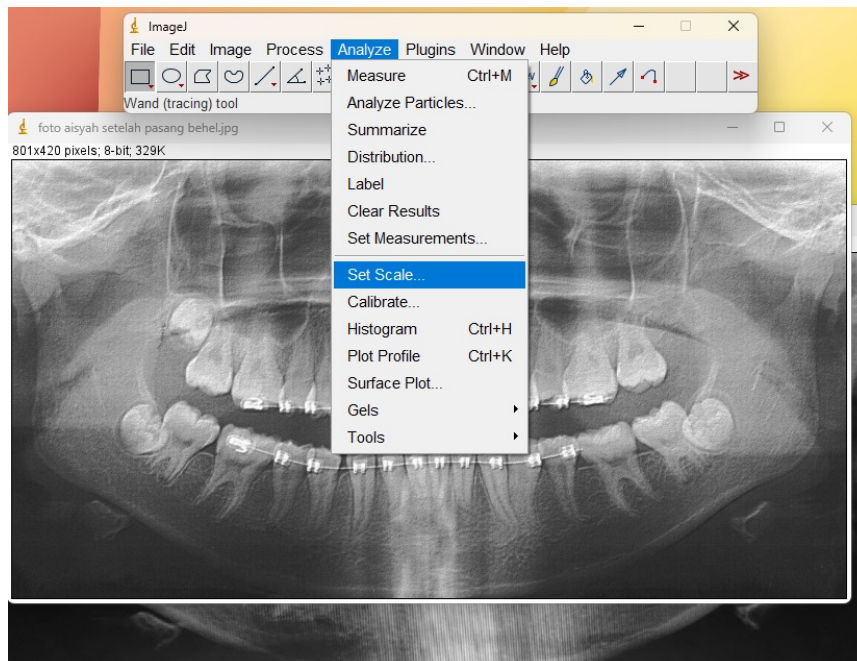 ImageJ
File Edit Image Process Analyze Plugins Window Help
Wand (tracing) tool
foto aisyah setelah pasang behel.jpg
801x420 pixels; 8-bit; 329K
Measure Ctrl+M
Analyze Particles...
Summarize
Distribution...
Label
Clear Results
Set Measurements...
Set Scale...
Calibrate...
Histogram Ctrl+H
Plot Profile Ctrl+K
Surface Plot...
Gels
Tools